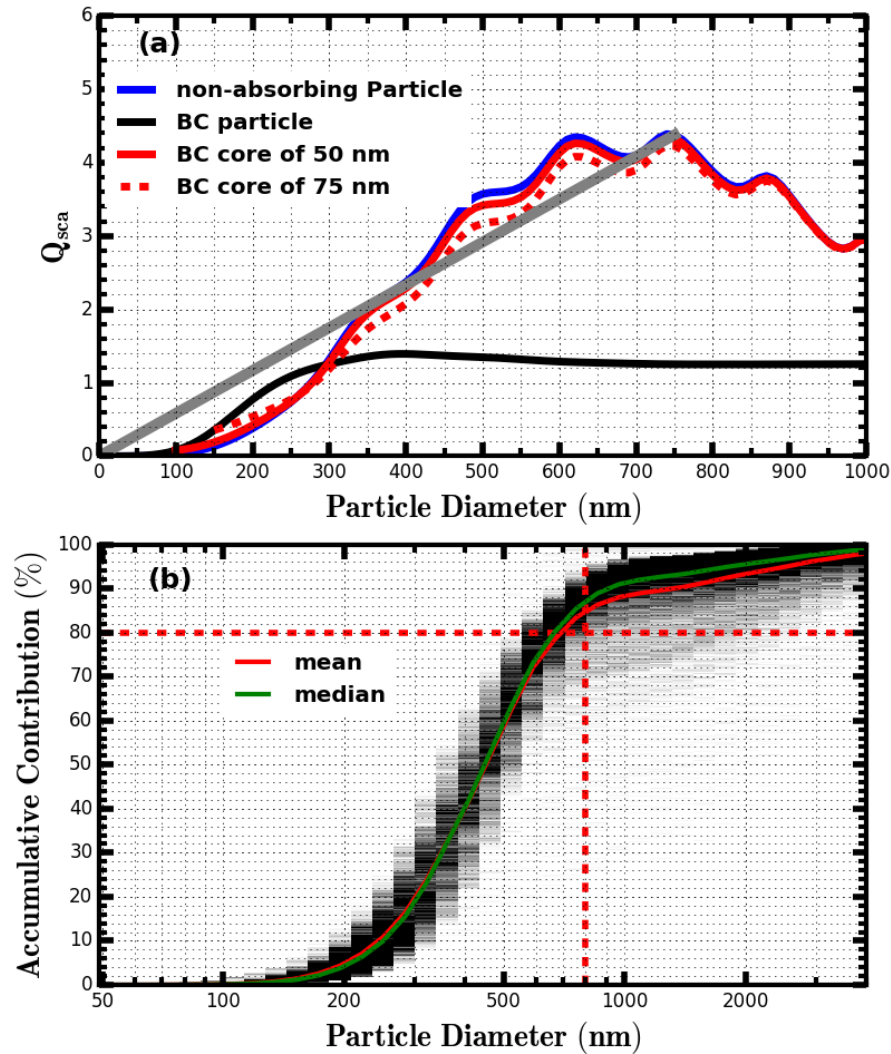 6
(a)
5
non-absorbing Particle
BC particle
4
BC core of 50 nm
BC core of 75 nm
3
Qsca
2
1
0
0 100 200 300 400 500 600 700 800 900 1000
Particle Diameter (nm)
100
(b)
90
80
mean
70
median
60
50
40
30
20
10
0
Accumulative Contribution (%)
50 100 200 500 1000 2000
Particle Diameter (nm)